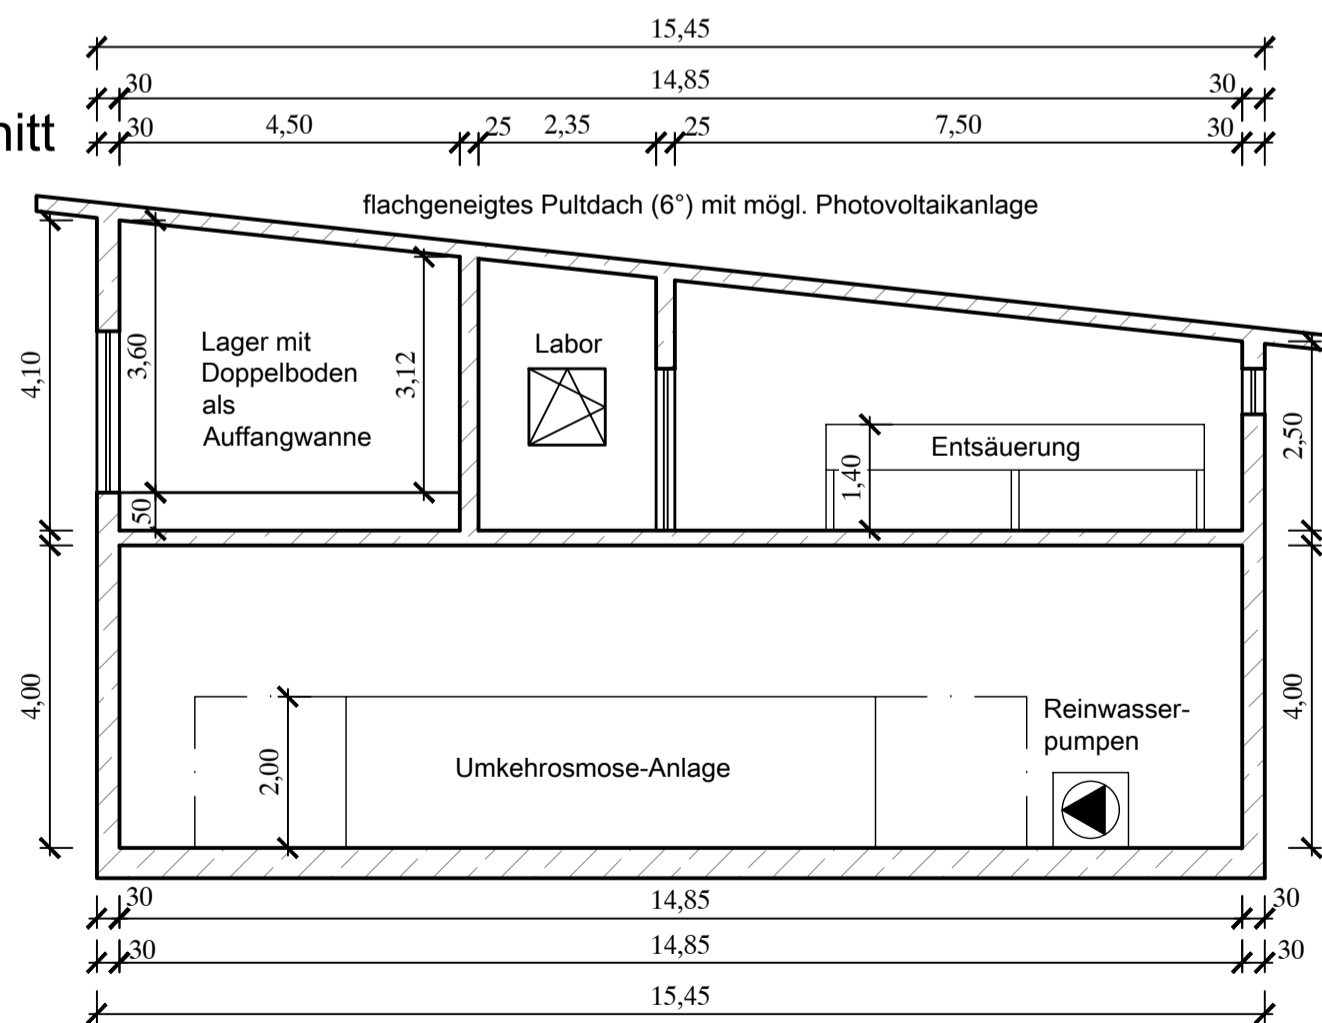 15,45
30 14,85 30
nitt
30 4,50 25 2,35 25 7,50 30
flachgeneigtes Pultdach (6°) mit mögl. Photovoltaikanlage
4,10
3,60
Lager mit
Doppelboden
als
Auffangwanne
3,12
50
Labor
1,40
Entsäuerung
2,50
4,00
2,00
Umkehrosmose-Anlage
Reinwasser-
pumpen
4,00
30 14,85 30
30 14,85 30
15,45